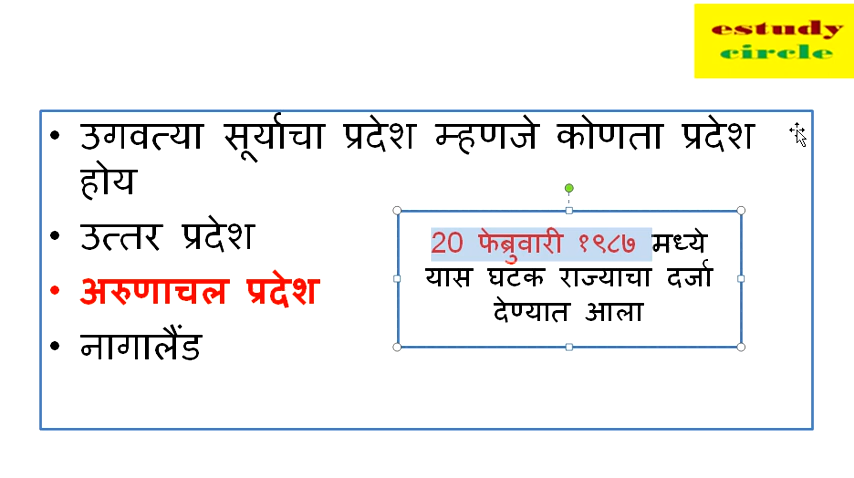 estudy
circle
• उगवत्या सूर्याचा प्रदेश म्हणजे कोणता प्रदेश
होय
• उत्तर प्रदेश
• अरुणाचल प्रदेश
• नागालैंड
20 फेब्रुवारी १९८७ मध्ये
यास घटक राज्याचा दर्जा
देण्यात आला